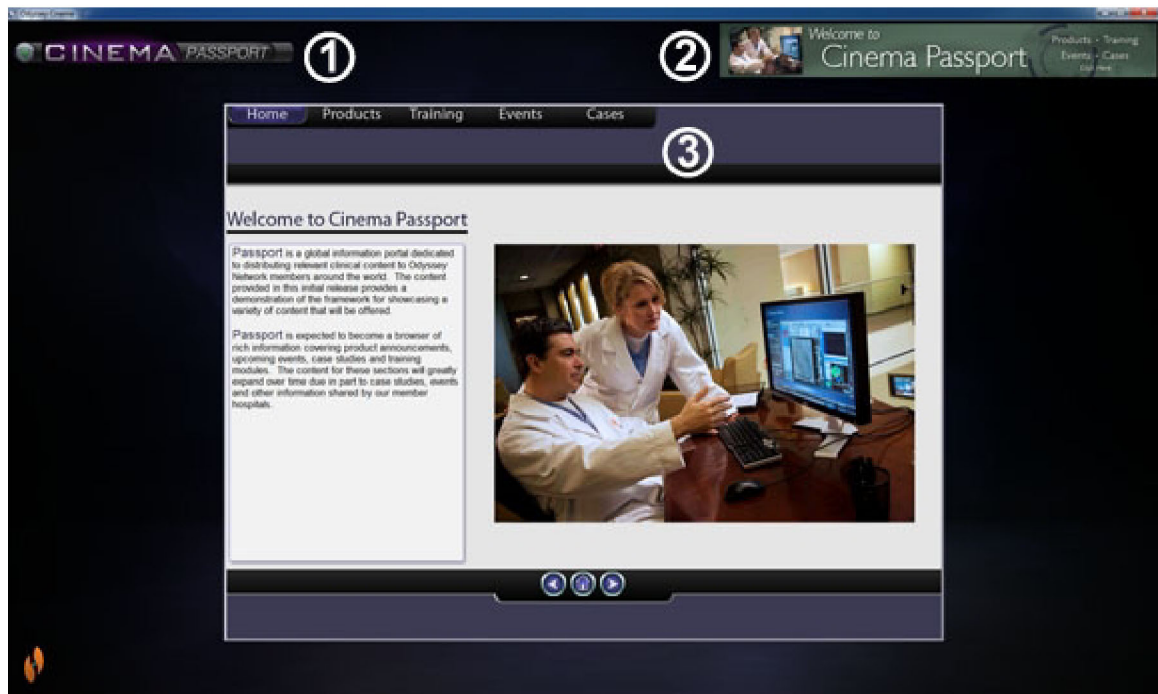 Odyssey Cinema
CINEMA PASSPORT
1
2
Welcome to
Cinema Passport
Products - Training
Events - Cases
Click Here
Home Products Training Events Cases
3
Welcome to Cinema Passport
Passport is a global information portal dedicated
to distributing relevant clinical content to Odyssey
Network members around the world. The content
provided in this initial release provides a
demonstration of the framework for showcasing a
variety of content that will be offered.
Passport is expected to become a browser of
rich information covering product announcements,
upcoming events, case studies and training
modules. The content for these sections will greatly
expand over time due in part to case studies, events
and other information shared by our member
hospitals.